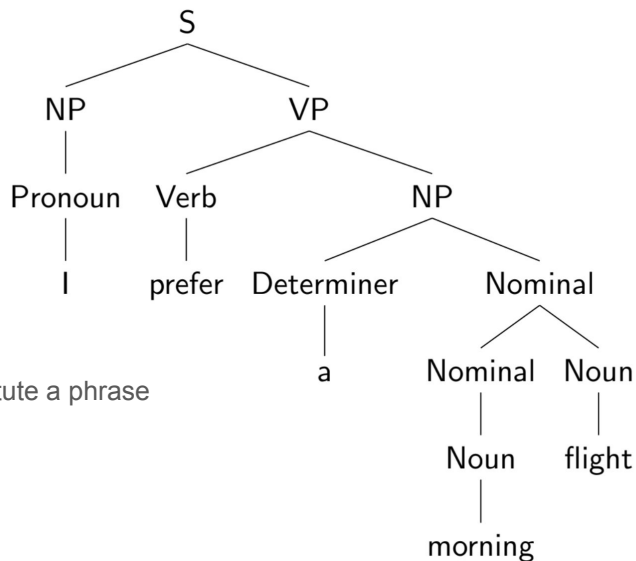 S
NP VP
Pronoun Verb NP
I prefer Determiner Nominal
a Nominal Noun
tute a phrase
Noun flight
morning